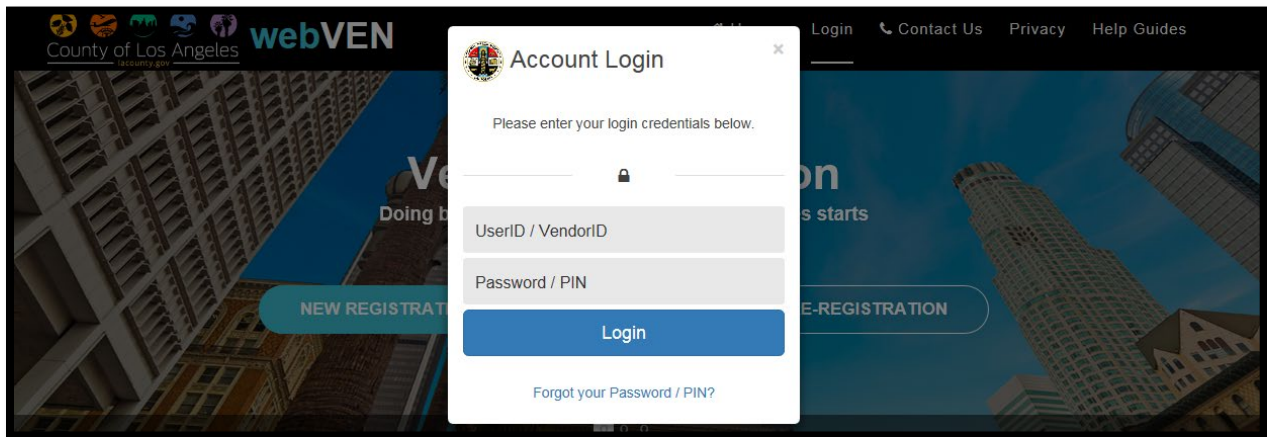 County of Los Angeles
lacounty.gov
webVEN
Login
Contact Us
Privacy
Help Guides
Account Login
×
Please enter your login credentials below.
Doing b
s starts
UserID / VendorID
Password / PIN
NEW REGISTRATI
E-REGISTRATION
Login
Forgot your Password / PIN?